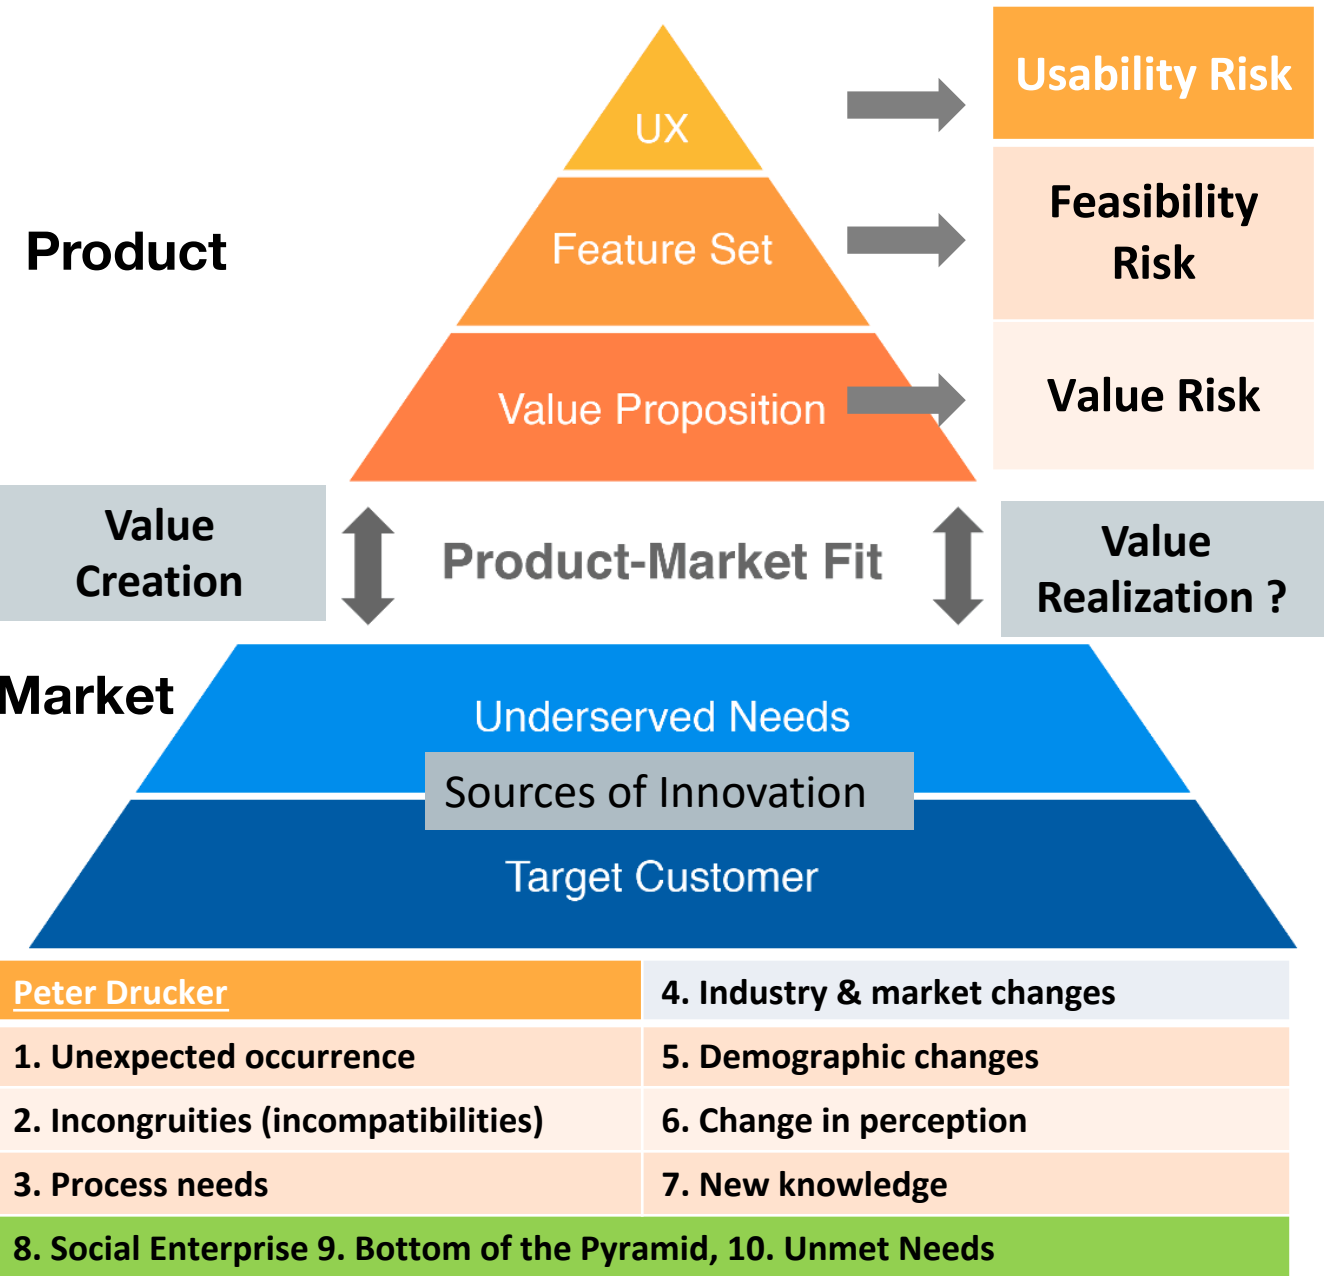 UX
Usability Risk
Product
Feature Set
Feasibility
Risk
Value Proposition
Value Risk
Value
Creation
Product-Market Fit
Value
Realization ?
Market
Underserved Needs
Sources of Innovation
Target Customer
Peter Drucker
4. Industry & market changes
1. Unexpected occurrence
5. Demographic changes
2. Incongruities (incompatibilities)
6. Change in perception
3. Process needs
7. New knowledge
8. Social Enterprise 9. Bottom of the Pyramid, 10. Unmet Needs